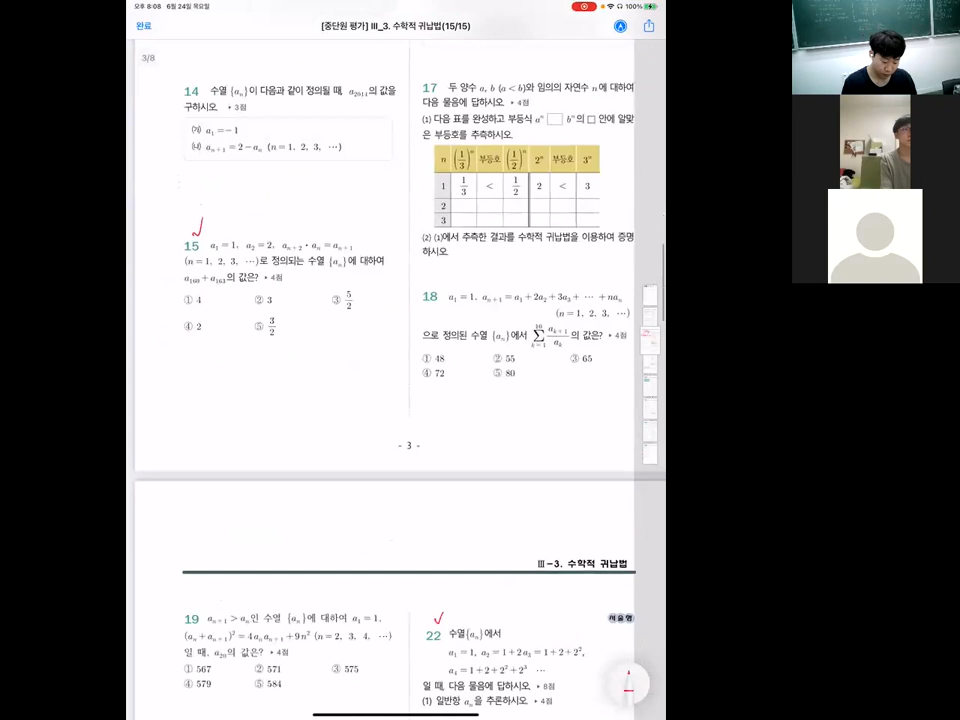 오후 8:08 6월 24일 목요일
100%
완료
[중단원 평가] Ⅲ_3. 수학적 귀납법(15/15)
3/8
14 수열 {aₙ}이 다음과 같이 정의될 때, a₂₀₁₄의 값을
구하시오. ▸3점
㈎ a₁=−1
㈏ aₙ₊₁=2−aₙ (n=1, 2, 3, ⋯)
15 a₁=1, a₂=2, aₙ₊₂·aₙ=aₙ₊₁
(n=1, 2, 3, ⋯)로 정의되는 수열 {aₙ}에 대하여
a₁₆₀+a₁₆₃의 값은? ▸4점
① 4 ② 3 ③ 5/2
④ 2 ⑤ 3/2
17 두 양수 a, b (a<b)와 임의의 자연수 n에 대하여
다음 물음에 답하시오. ▸4점
(1) 다음 표를 완성하고 부등식 aⁿ □ bⁿ의 □ 안에 알맞
은 부등호를 추측하시오.
n (1/3)ⁿ 부등호 (1/2)ⁿ 2ⁿ 부등호 3ⁿ
1 1/3 < 1/2 2 < 3
2
3
(2) (1)에서 추측한 결과를 수학적 귀납법을 이용하여 증명
하시오.
18 a₁=1, aₙ₊₁=a₁+2a₂+3a₃+ ⋯ +naₙ
(n=1, 2, 3, ⋯)
으로 정의된 수열 {aₙ}에서 ∑ₖ₌₁¹⁰ aₖ₊₁/aₖ의 값은? ▸4점
① 48 ② 55 ③ 65
④ 72 ⑤ 80
- 3 -
Ⅲ-3. 수학적 귀납법
19 aₙ₊₁>aₙ인 수열 {aₙ}에 대하여 a₁=1,
(aₙ+aₙ₊₁)²=4aₙaₙ₊₁+9n² (n=2, 3, 4, ⋯)
일 때, a₂₀의 값은? ▸4점
① 567 ② 571 ③ 575
④ 579 ⑤ 584
서술형
22 수열{aₙ}에서
a₁=1, a₂=1+2 a₃=1+2+2²,
a₄=1+2+2²+2³ ⋯
일 때, 다음 물음에 답하시오. ▸8점
(1) 일반항 aₙ을 추론하시오. ▸4점